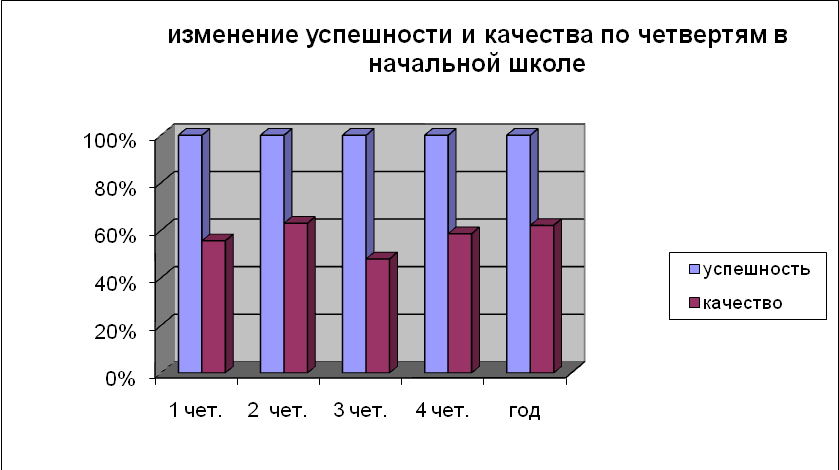 изменение успешности и качества по четвертям в
начальной школе
100%
80%
60%
40%
20%
0%
1 чет.
2 чет.
3 чет.
4 чет.
год
успешность
качество